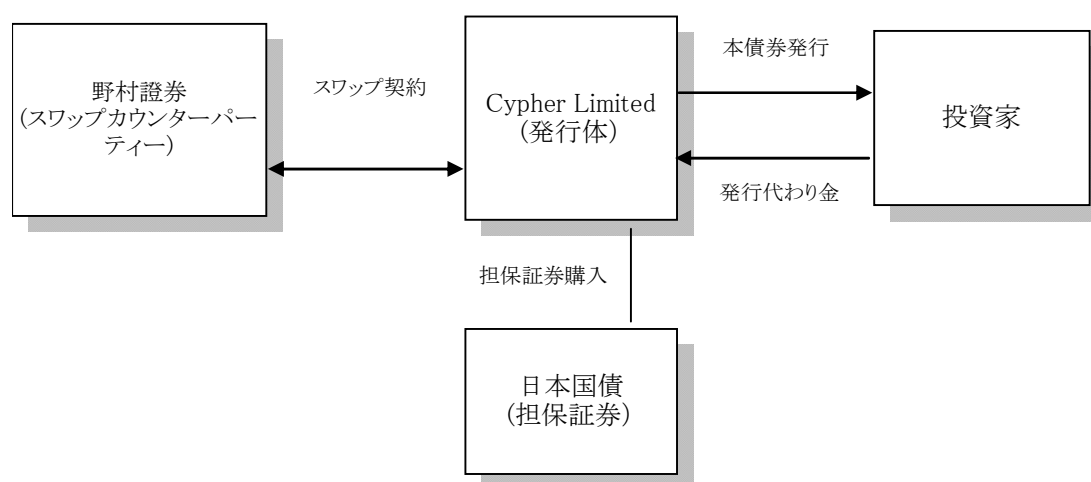 野村證券
(スワップカウンターパー
ティー)
スワップ契約
Cypher Limited
(発行体)
本債券発行
発行代わり金
投資家
担保証券購入
日本国債
(担保証券)